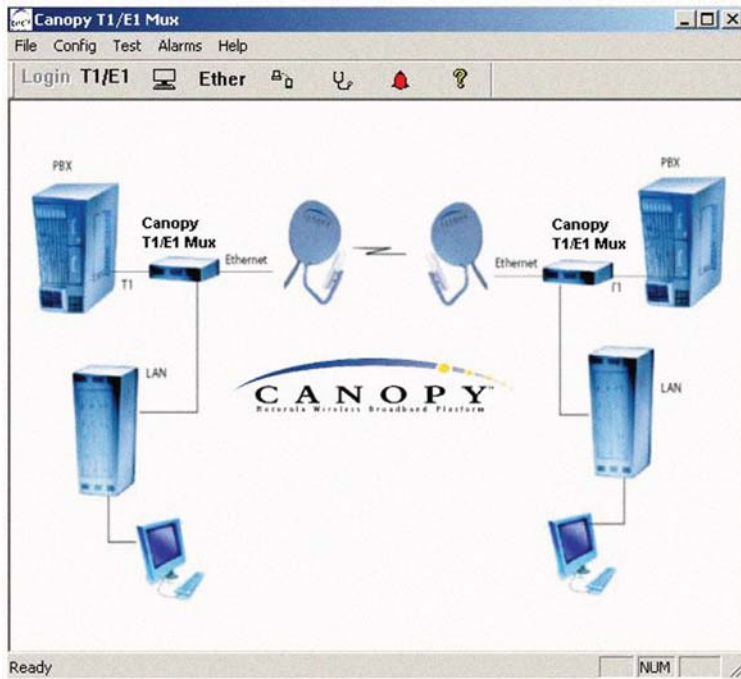 Canopy T1/E1 Mux
File Config Test Alarms Help
Login T1/E1 Ether
PBX
PBX
Canopy
T1/E1 Mux
Canopy
T1/E1 Mux
Ethernet
Ethernet
T1
T1
LAN
LAN
CANOPY™
Motorola Wireless Broadband Platform
Ready
NUM